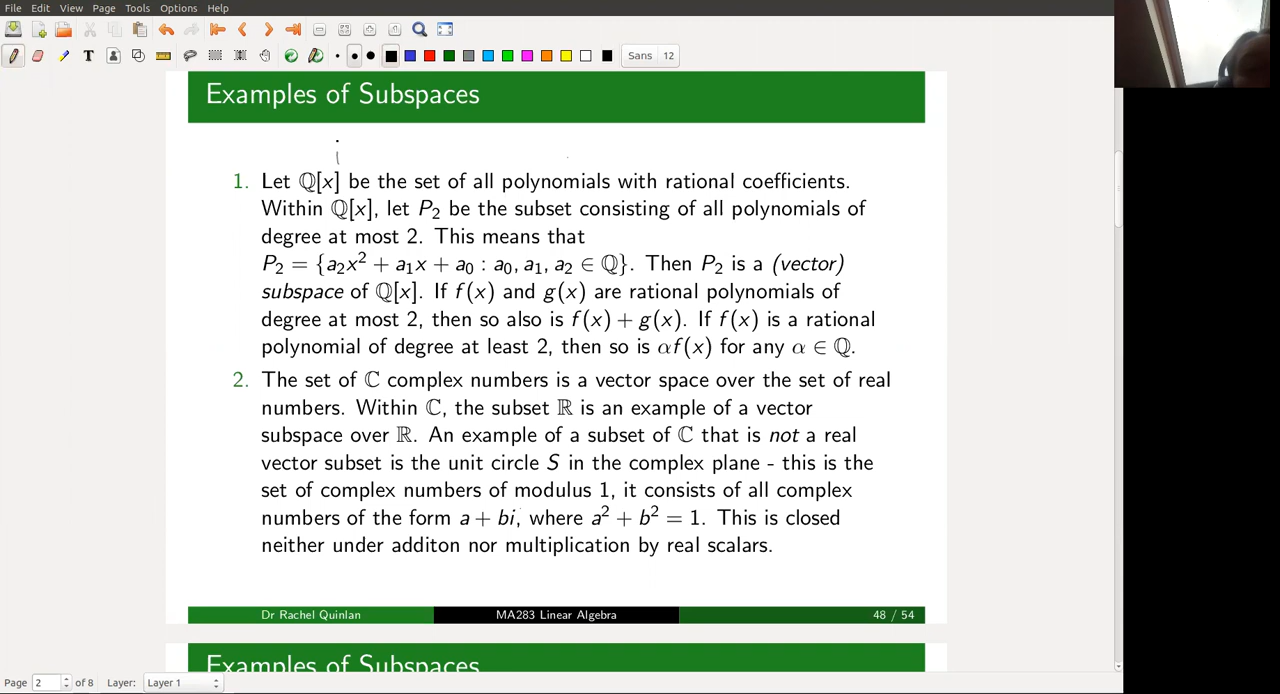 File Edit View Page Tools Options Help
T Sans 12
Examples of Subspaces
1. Let ℚ[x] be the set of all polynomials with rational coefficients.
Within ℚ[x], let P₂ be the subset consisting of all polynomials of
degree at most 2. This means that
P₂ = {a₂x² + a₁x + a₀ : a₀, a₁, a₂ ∈ ℚ}. Then P₂ is a (vector)
subspace of ℚ[x]. If f(x) and g(x) are rational polynomials of
degree at most 2, then so also is f(x) + g(x). If f(x) is a rational
polynomial of degree at least 2, then so is αf(x) for any α ∈ ℚ.
2. The set of ℂ complex numbers is a vector space over the set of real
numbers. Within ℂ, the subset ℝ is an example of a vector
subspace over ℝ. An example of a subset of ℂ that is not a real
vector subset is the unit circle S in the complex plane - this is the
set of complex numbers of modulus 1, it consists of all complex
numbers of the form a + bi, where a² + b² = 1. This is closed
neither under additon nor multiplication by real scalars.
Dr Rachel Quinlan MA283 Linear Algebra 48 / 54
Examples of Subspaces
Page 2 of 8 Layer: Layer 1